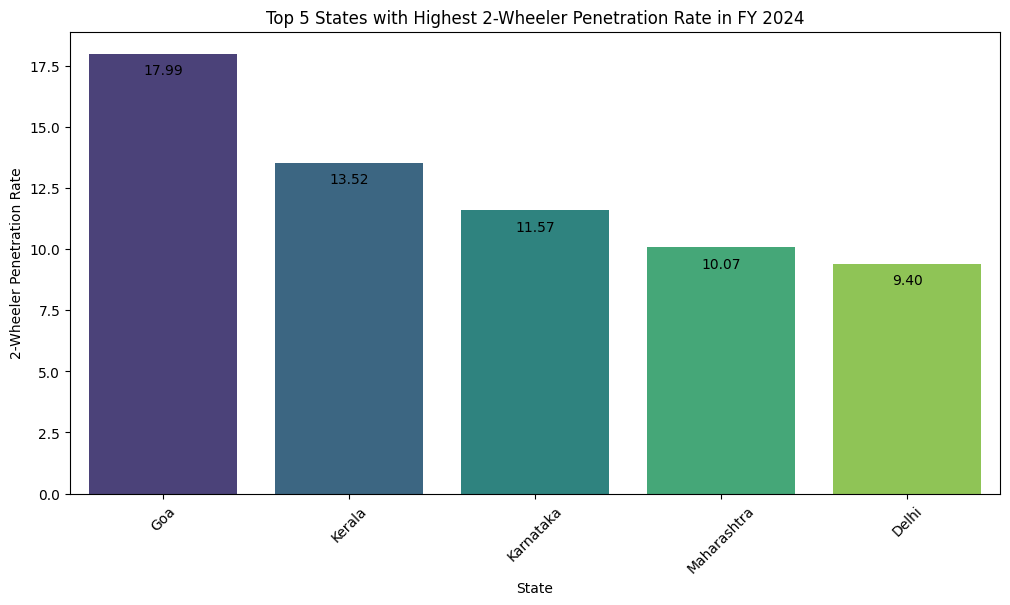 Top 5 States with Highest 2-Wheeler Penetration Rate in FY 2024
2-Wheeler Penetration Rate
17.5
15.0
12.5
10.0
7.5
5.0
2.5
0.0
17.99
13.52
11.57
10.07
9.40
Goa
Kerala
Karnataka
Maharashtra
Delhi
State